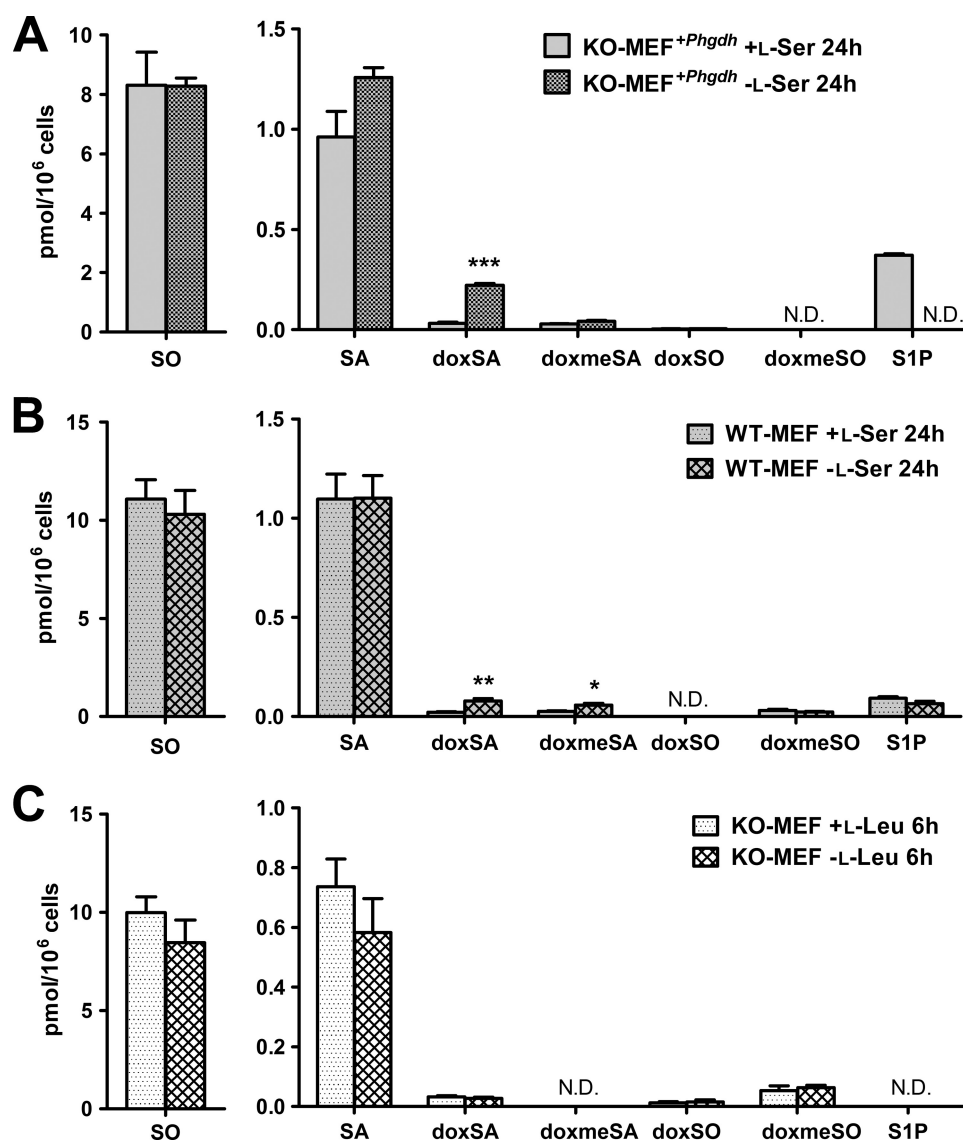 A
pmol/10⁶ cells
10
8
6
4
2
0
SO
1.5
1.0
0.5
0.0
KO-MEF⁺ᴾʰᵍᵈʰ +L-Ser 24h
KO-MEF⁺ᴾʰᵍᵈʰ -L-Ser 24h
***
N.D.
N.D.
SA doxSA doxmeSA doxSO doxmeSO S1P
B
pmol/10⁶ cells
15
10
5
0
SO
1.5
1.0
0.5
0.0
WT-MEF +L-Ser 24h
WT-MEF -L-Ser 24h
**
*
N.D.
SA doxSA doxmeSA doxSO doxmeSO S1P
C
pmol/10⁶ cells
15
10
5
0
SO
1.0
0.8
0.6
0.4
0.2
0.0
KO-MEF +L-Leu 6h
KO-MEF -L-Leu 6h
N.D.
N.D.
SA doxSA doxmeSA doxSO doxmeSO S1P